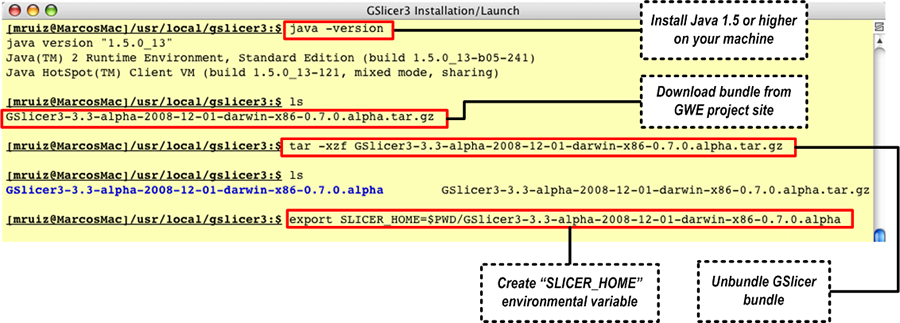 GSlicer3 Installation/Launch
[mruiz@MarcosMac]/usr/local/gslicer3:$ java -version
java version "1.5.0_13"
Java(TM) 2 Runtime Environment, Standard Edition (build 1.5.0_13-b05-241)
Java HotSpot(TM) Client VM (build 1.5.0_13-121, mixed mode, sharing)
Install Java 1.5 or higher
on your machine
[mruiz@MarcosMac]/usr/local/gslicer3:$ ls
GSlicer3-3.3-alpha-2008-12-01-darwin-x86-0.7.0.alpha.tar.gz
Download bundle from
GWE project site
[mruiz@MarcosMac]/usr/local/gslicer3:$ tar -xzf GSlicer3-3.3-alpha-2008-12-01-darwin-x86-0.7.0.alpha.tar.gz
[mruiz@MarcosMac]/usr/local/gslicer3:$ ls
GSlicer3-3.3-alpha-2008-12-01-darwin-x86-0.7.0.alpha GSlicer3-3.3-alpha-2008-12-01-darwin-x86-0.7.0.alpha.tar.gz
[mruiz@MarcosMac]/usr/local/gslicer3:$ export SLICER_HOME=$PWD/GSlicer3-3.3-alpha-2008-12-01-darwin-x86-0.7.0.alpha
Create “SLICER_HOME”
environmental variable
Unbundle GSlicer
bundle